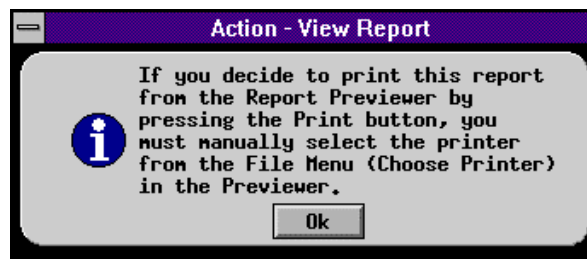 Action - View Report
If you decide to print this report
from the Report Previewer by
pressing the Print button, you
must manually select the printer
from the File Menu (Choose Printer)
in the Previewer.
Ok